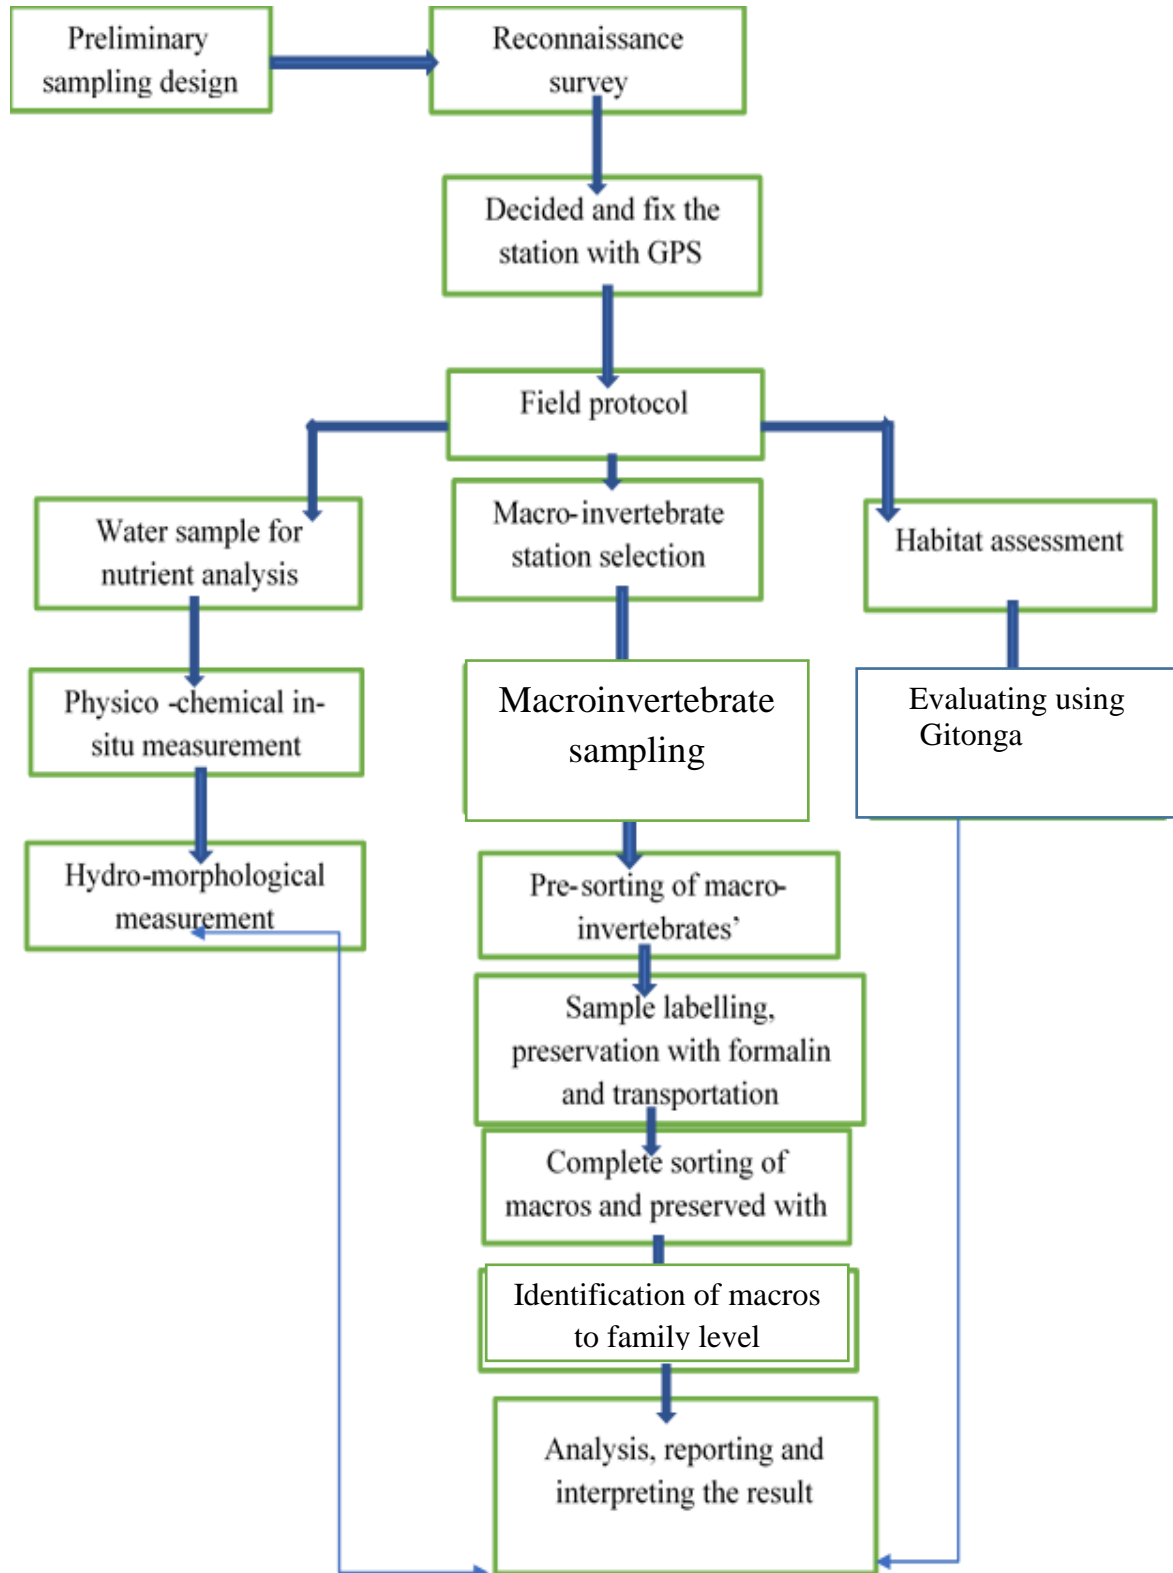 Preliminary
sampling design
Reconnaissance
survey
Decided and fix the
station with GPS
Field protocol
Water sample for
nutrient analysis
Macro-invertebrate
station selection
Habitat assessment
Physico -chemical in-
situ measurement
Macroinvertebrate
sampling
Evaluating using
Gitonga
Hydro-morphological
measurement
Pre-sorting of macro-
invertebrates’
Sample labelling,
preservation with formalin
and transportation
Complete sorting of
macros and preserved with
Identification of macros
to family level
Analysis, reporting and
interpreting the result